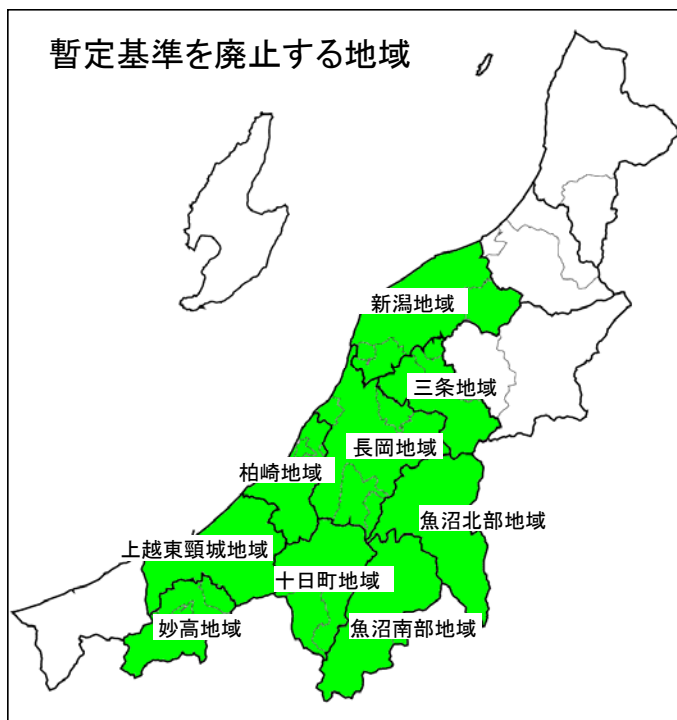 暫定基準を廃止する地域
新潟地域
三条地域
長岡地域
柏崎地域
魚沼北部地域
上越東頸城地域
十日町地域
妙高地域
魚沼南部地域